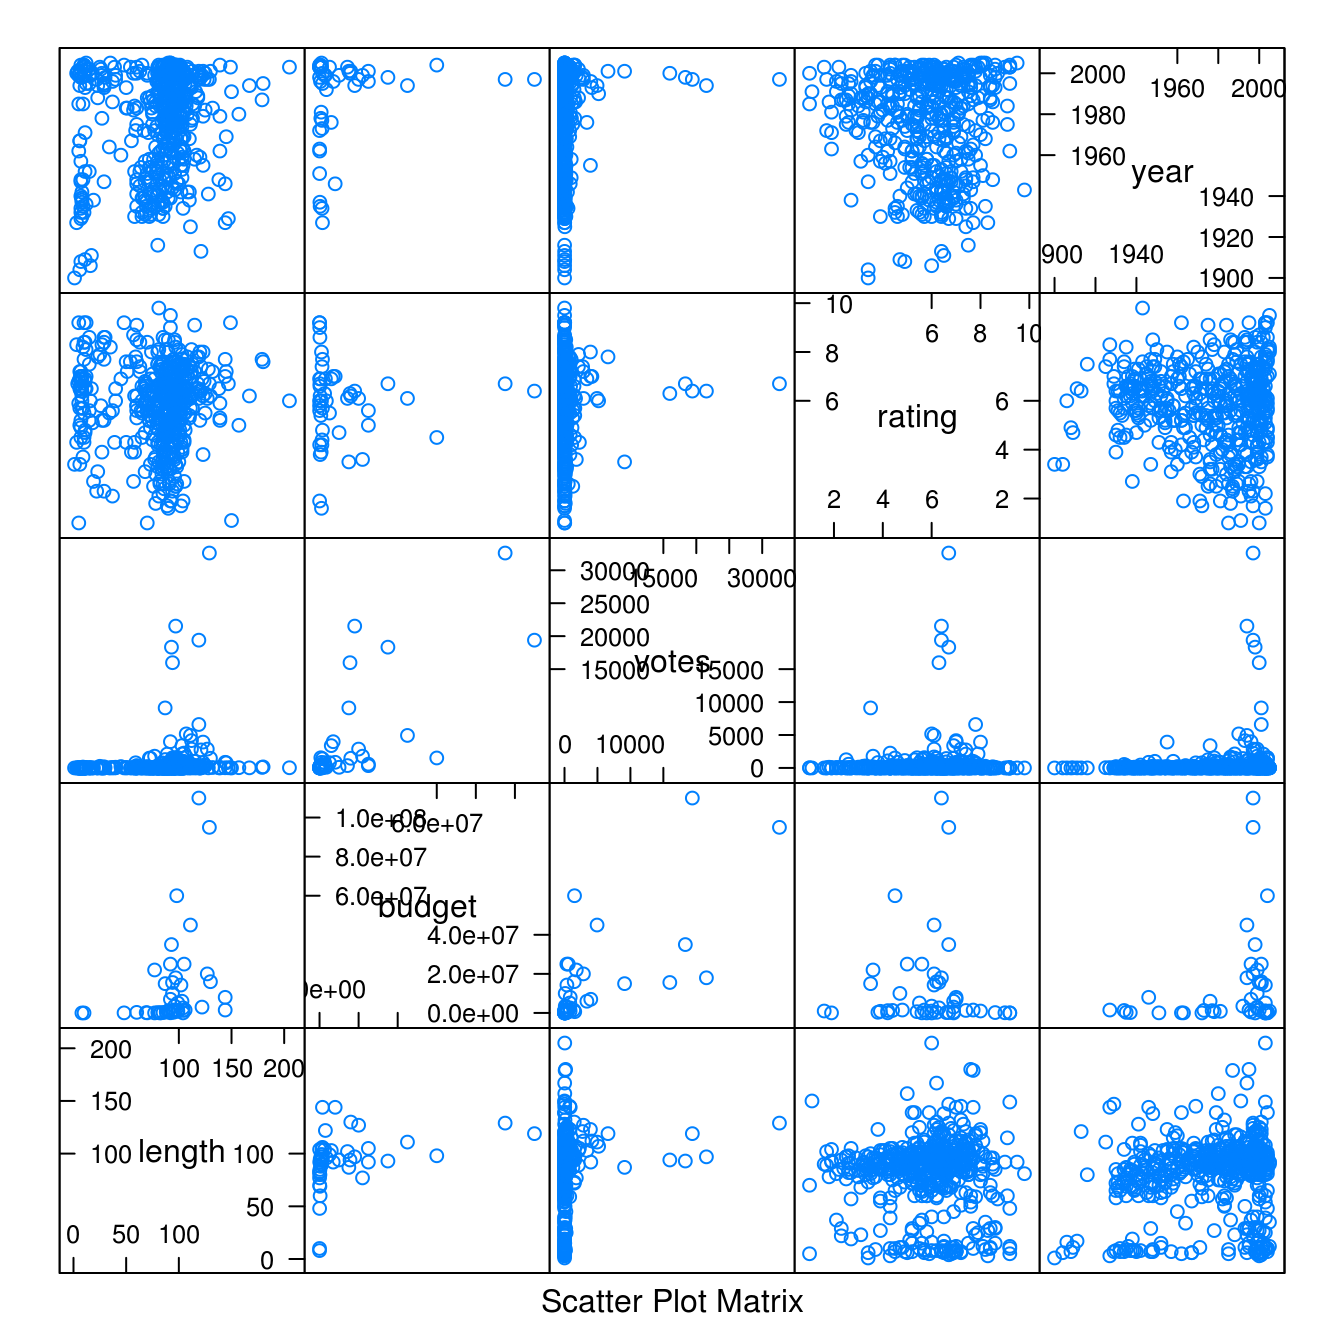 2000 1960 2000
1980
1960 year
1940
1920
900 1940 1900
10 6 8 10
8
6 rating 6
4
2 4 6 2
30000 15000 30000
25000
20000
15000 votes 15000
10000
0 10000 5000
0
1.0e+08 6.0e+07
8.0e+07
6.0e+07 budget
4.0e+07
0e+00 2.0e+07
0.0e+00
200 100 150 200
150
100 length 100
50
0 50 100 0
Scatter Plot Matrix